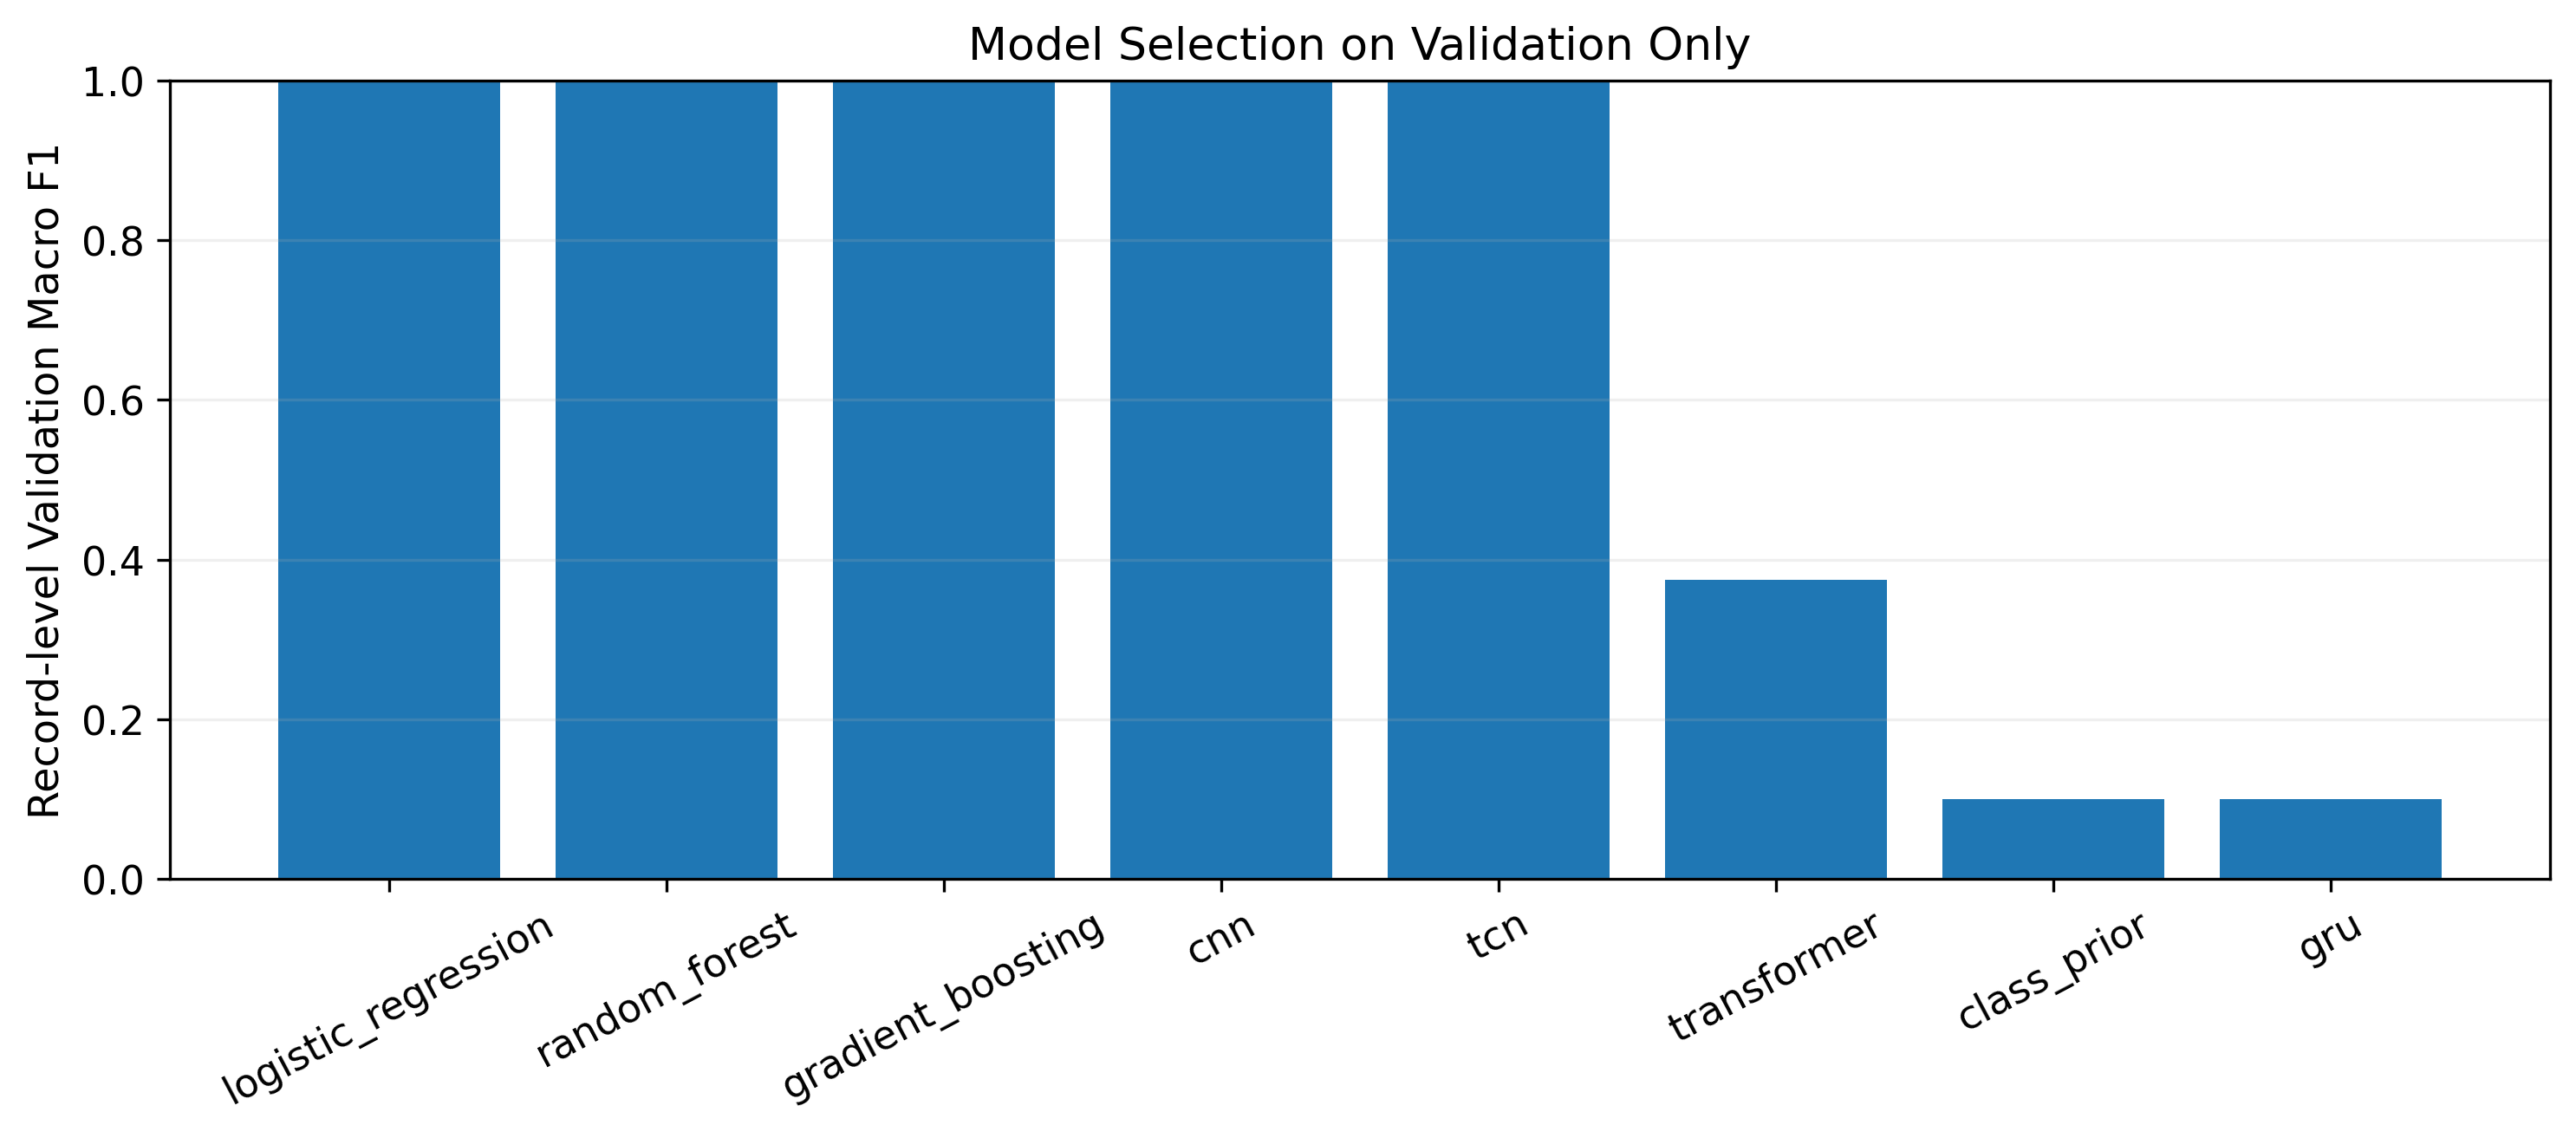 Model Selection on Validation Only
Record-level Validation Macro F1
1.0
0.8
0.6
0.4
0.2
0.0
logistic_regression
random_forest
gradient_boosting
cnn
tcn
transformer
class_prior
gru